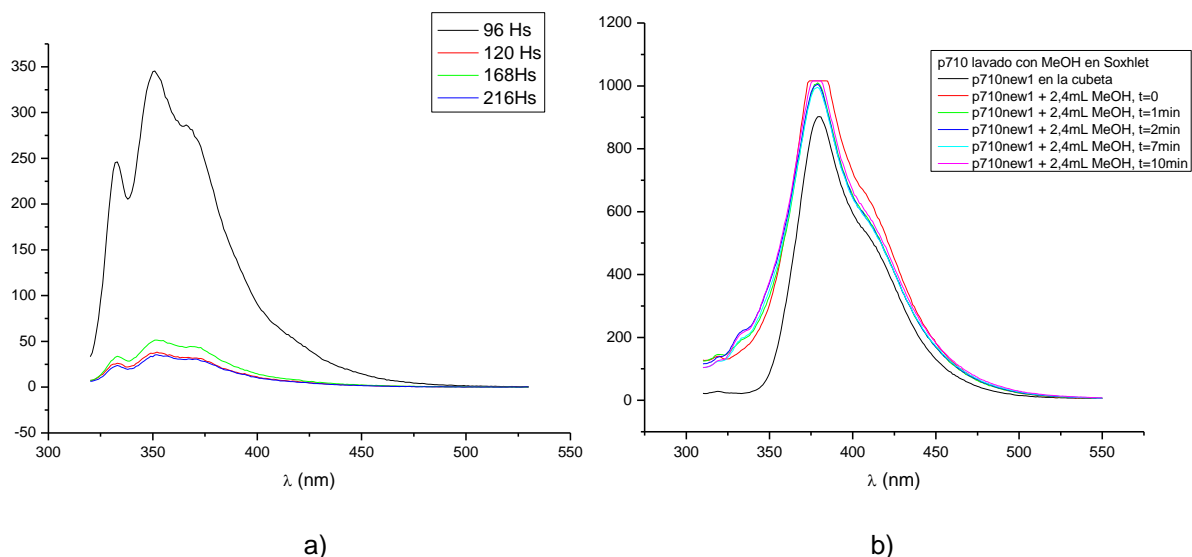 96 Hs
120 Hs
168Hs
216Hs
350
300
250
200
150
100
50
0
-50
300
350
400
450
500
550
λ (nm)
a)
p710 lavado con MeOH en Soxhlet
p710new1 en la cubeta
p710new1 + 2,4mL MeOH, t=0
p710new1 + 2,4mL MeOH, t=1min
p710new1 + 2,4mL MeOH, t=2min
p710new1 + 2,4mL MeOH, t=7min
p710new1 + 2,4mL MeOH, t=10min
1200
1000
800
600
400
200
0
300
350
400
450
500
550
λ (nm)
b)